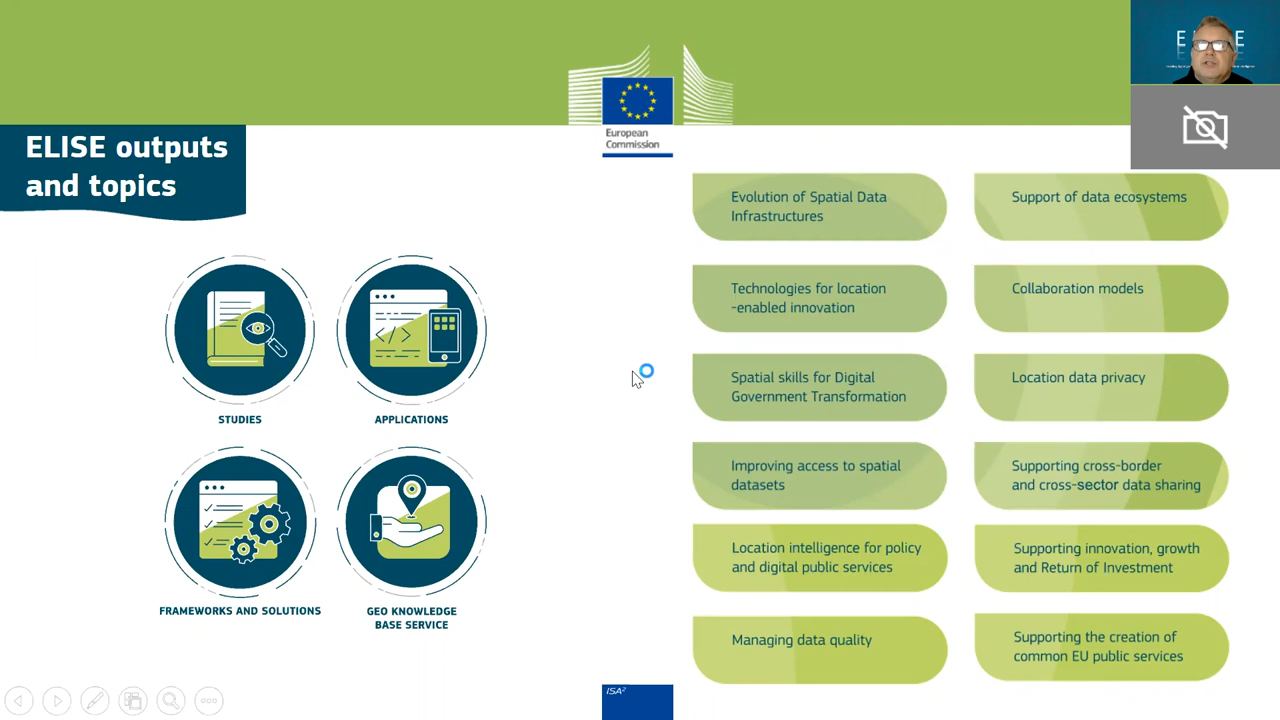 European
Commission
ELISE outputs
and topics
STUDIES
APPLICATIONS
FRAMEWORKS AND SOLUTIONS
GEO KNOWLEDGE
BASE SERVICE
Evolution of Spatial Data
Infrastructures
Support of data ecosystems
Technologies for location
-enabled innovation
Collaboration models
Spatial skills for Digital
Government Transformation
Location data privacy
Improving access to spatial
datasets
Supporting cross-border
and cross-sector data sharing
Location intelligence for policy
and digital public services
Supporting innovation, growth
and Return of Investment
Managing data quality
Supporting the creation of
common EU public services
ISA²